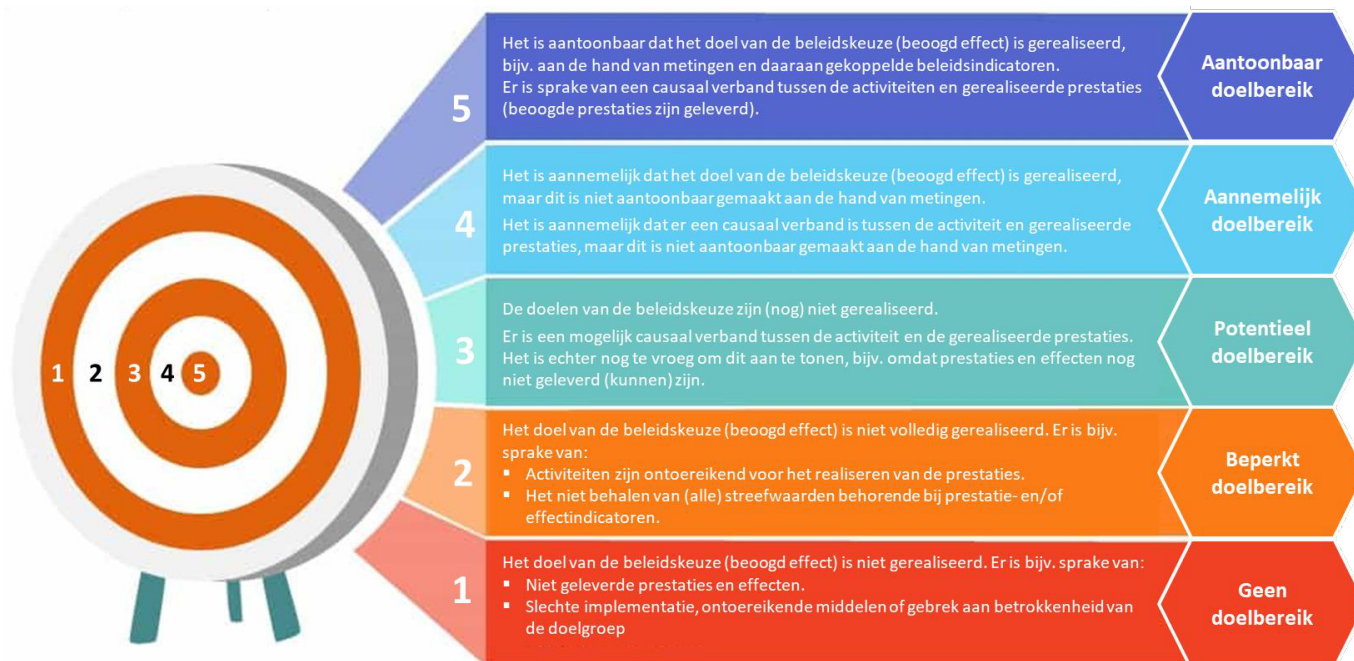 Het is aantoonbaar dat het doel van de beleidskeuze (beoogd effect) is gerealiseerd,
bijv. aan de hand van metingen en daaraan gekoppelde beleidsindicatoren.
Er is sprake van een causaal verband tussen de activiteiten en gerealiseerde prestaties
(beoogde prestaties zijn geleverd).
5
Aantoonbaar
doelbereik
Het is aannemelijk dat het doel van de beleidskeuze (beoogd effect) is gerealiseerd,
maar dit is niet aantoonbaar gemaakt aan de hand van metingen.
Het is aannemelijk dat er een causaal verband is tussen de activiteit en gerealiseerde
prestaties, maar dit is niet aantoonbaar gemaakt aan de hand van metingen.
4
Aannemelijk
doelbereik
De doelen van de beleidskeuze zijn (nog) niet gerealiseerd.
Er is een mogelijk causaal verband tussen de activiteit en de gerealiseerde prestaties.
Het is echter nog te vroeg om dit aan te tonen, bijv. omdat prestaties en effecten nog
niet geleverd (kunnen) zijn.
3
Potentieel
doelbereik
1 2 3 4 5
Het doel van de beleidskeuze (beoogd effect) is niet volledig gerealiseerd. Er is bijv.
sprake van:
▪ Activiteiten zijn ontoereikend voor het realiseren van de prestaties.
▪ Het niet behalen van (alle) streefwaarden behorende bij prestatie- en/of
effectindicatoren.
2
Beperkt
doelbereik
Het doel van de beleidskeuze (beoogd effect) is niet gerealiseerd. Er is bijv. sprake van:
▪ Niet geleverde prestaties en effecten.
▪ Slechte implementatie, ontoereikende middelen of gebrek aan betrokkenheid van
de doelgroep
1
Geen
doelbereik